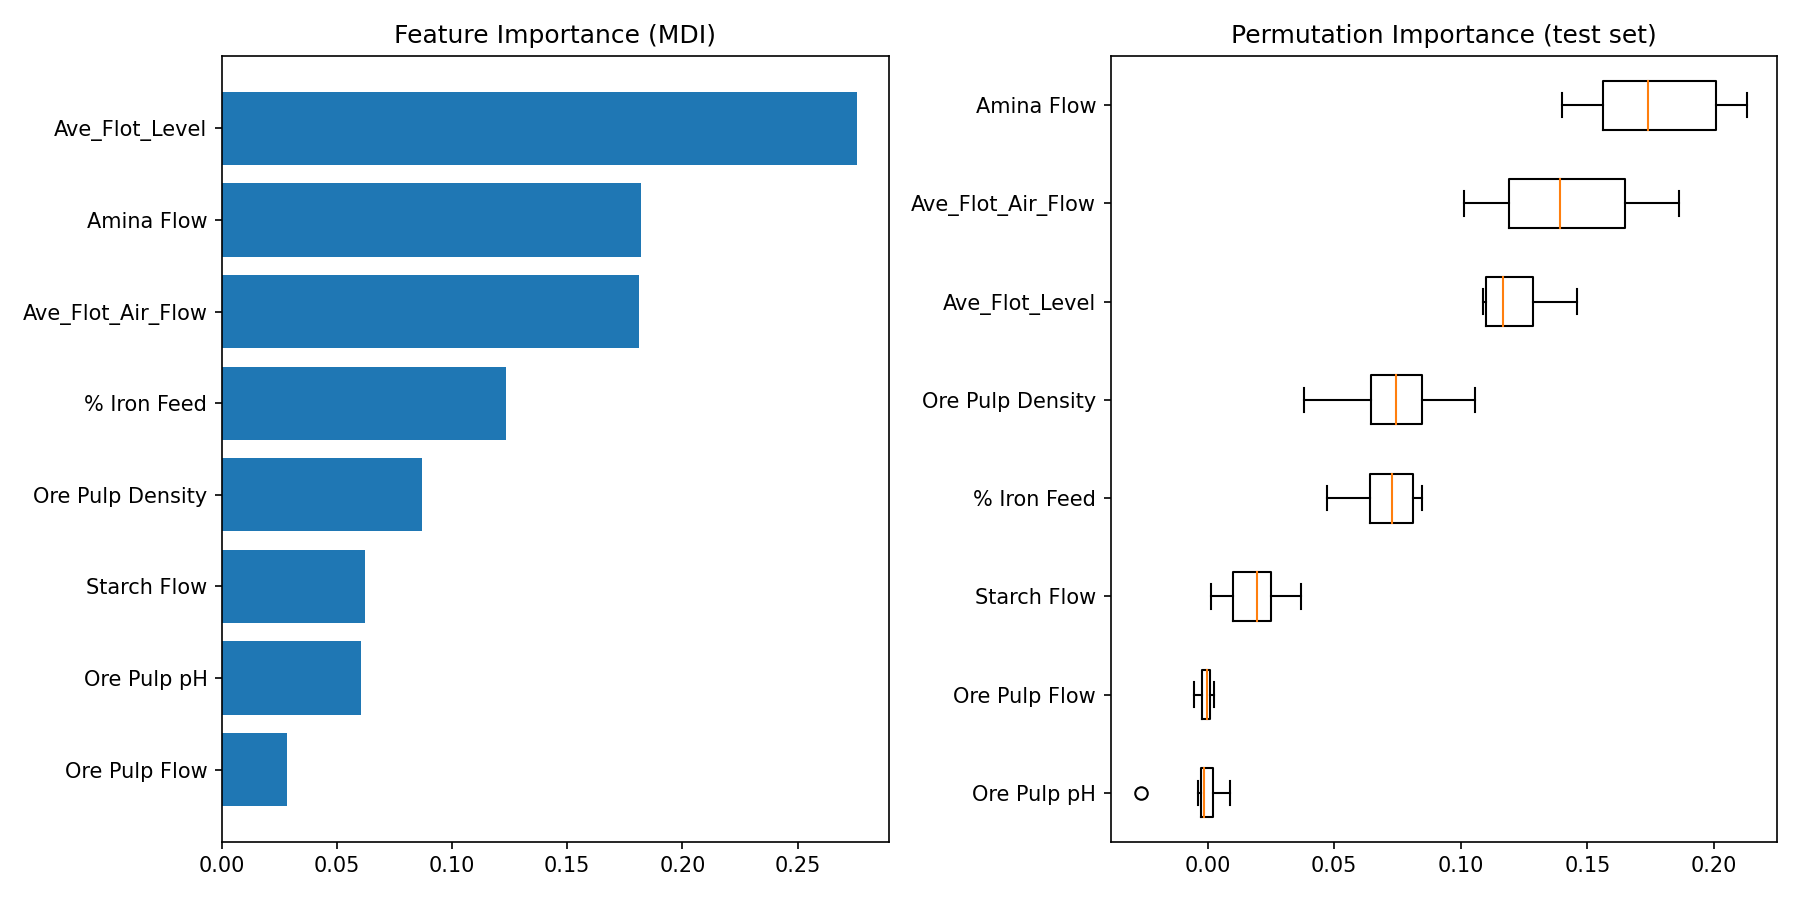 Feature Importance (MDI)
Ave_Flot_Level
Amina Flow
Ave_Flot_Air_Flow
% Iron Feed
Ore Pulp Density
Starch Flow
Ore Pulp pH
Ore Pulp Flow
0.00 0.05 0.10 0.15 0.20 0.25
Permutation Importance (test set)
Amina Flow
Ave_Flot_Air_Flow
Ave_Flot_Level
Ore Pulp Density
% Iron Feed
Starch Flow
Ore Pulp Flow
Ore Pulp pH
0.00 0.05 0.10 0.15 0.20